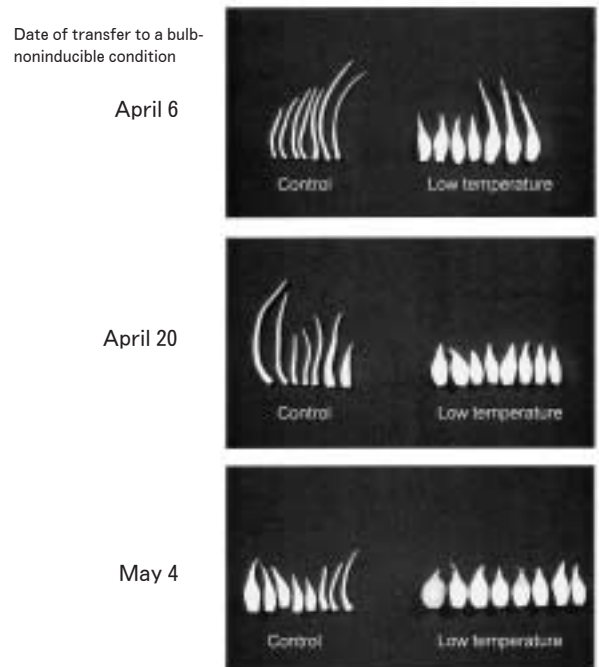 Date of transfer to a bulb-
noninducible condition
April 6
Control
Low temperature
April 20
Control
Low temperature
May 4
Control
Low temperature